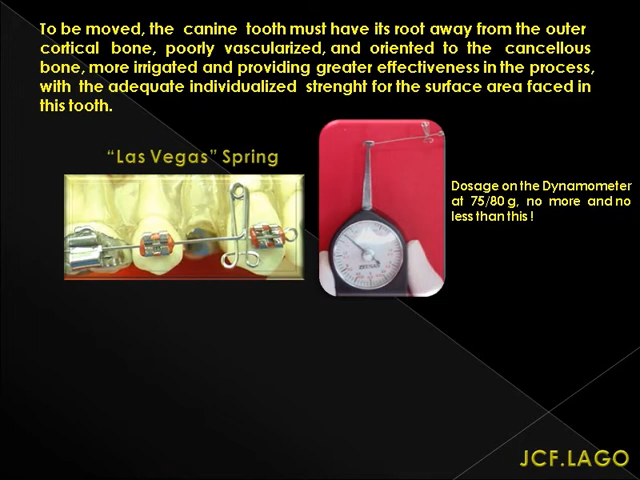 To be moved, the canine tooth must have its root away from the outer
cortical bone, poorly vascularized, and oriented to the cancellous
bone, more irrigated and providing greater effectiveness in the process,
with the adequate individualized strenght for the surface area faced in
this tooth.
“Las Vegas” Spring
Dosage on the Dynamometer
at 75/80 g, no more and no
less than this !
JCF.LAGO